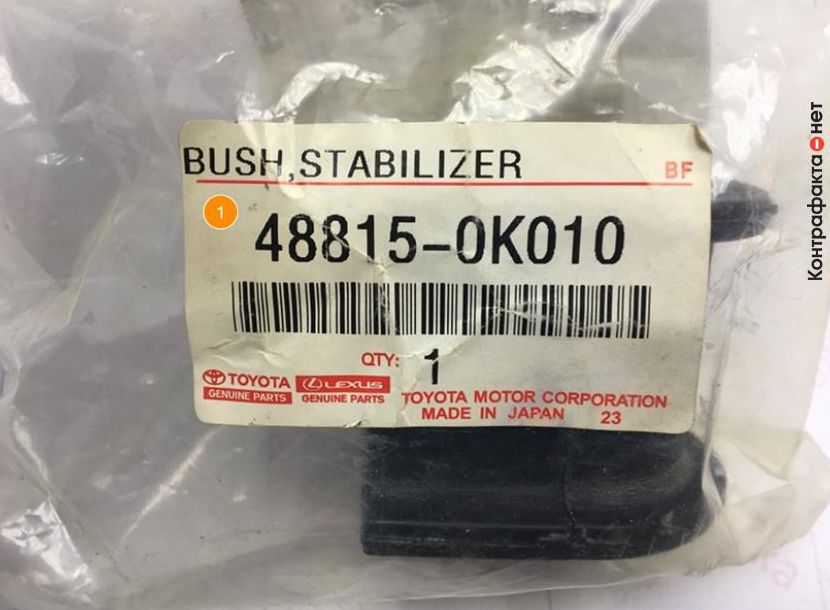 BUSH,STABILIZER BF
1
48815-0K010
QTY: 1
TOYOTA LEXUS
GENUINE PARTS GENUINE PARTS
TOYOTA MOTOR CORPORATION
MADE IN JAPAN 23
Контрафакта нет